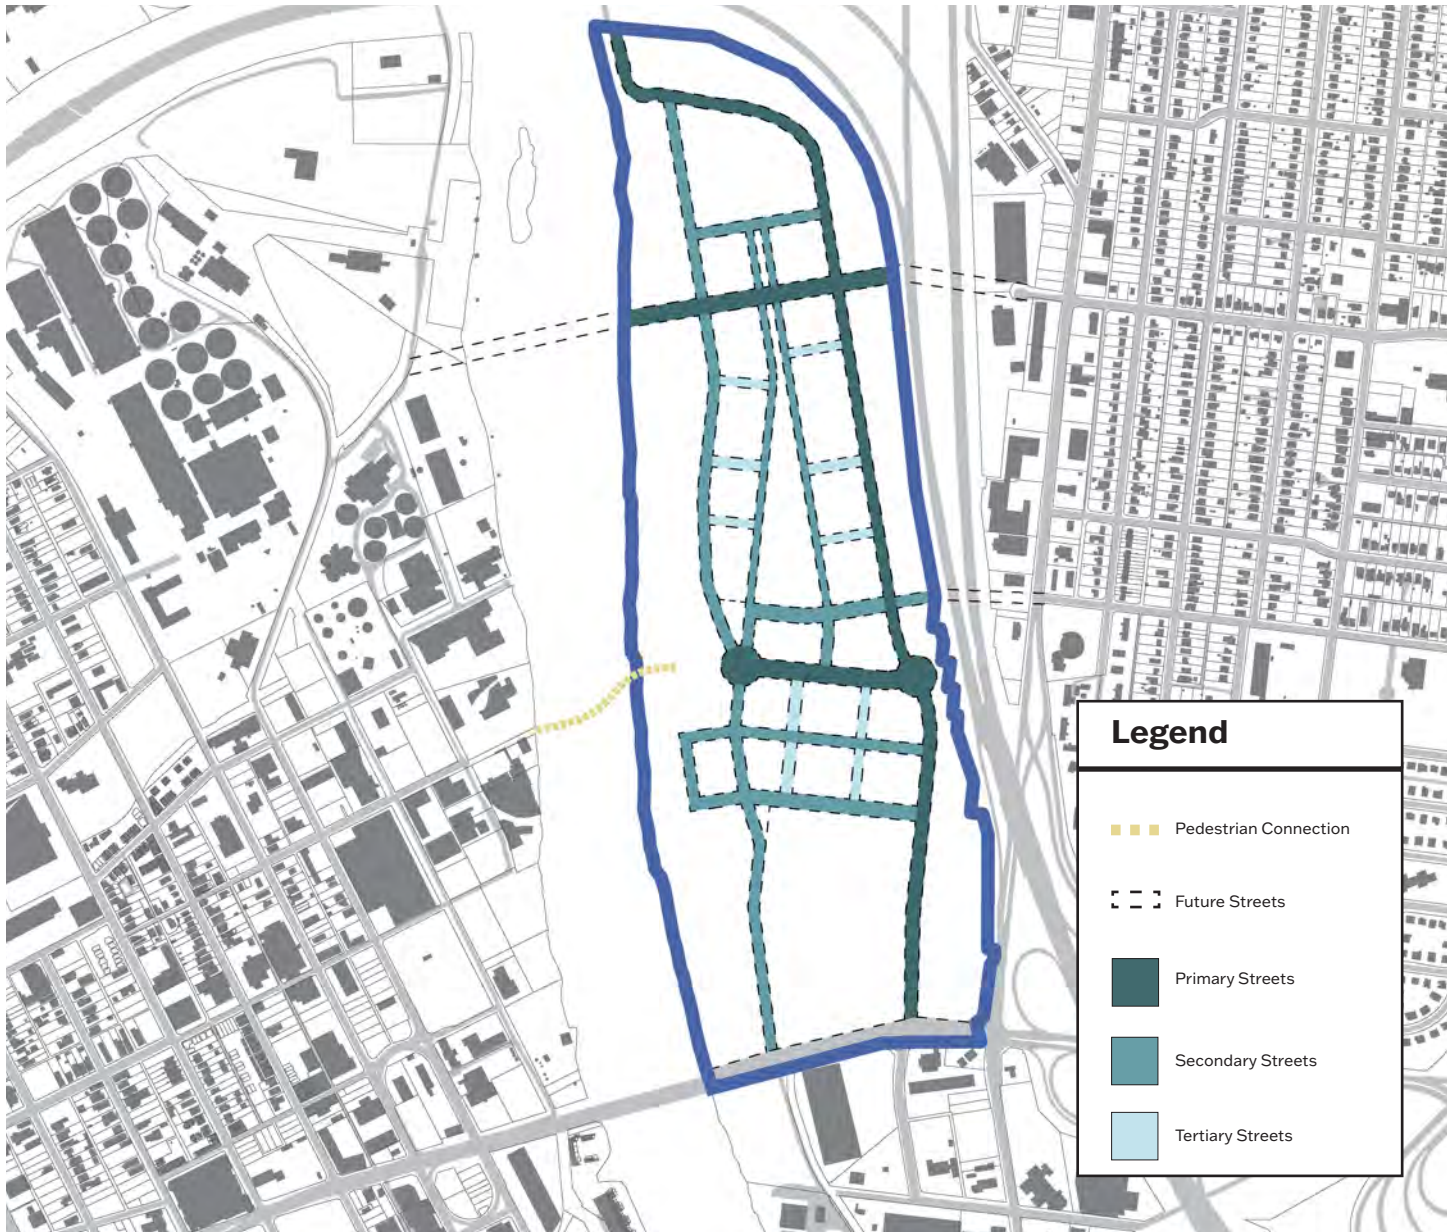 Legend
Pedestrian Connection
Future Streets
Primary Streets
Secondary Streets
Tertiary Streets